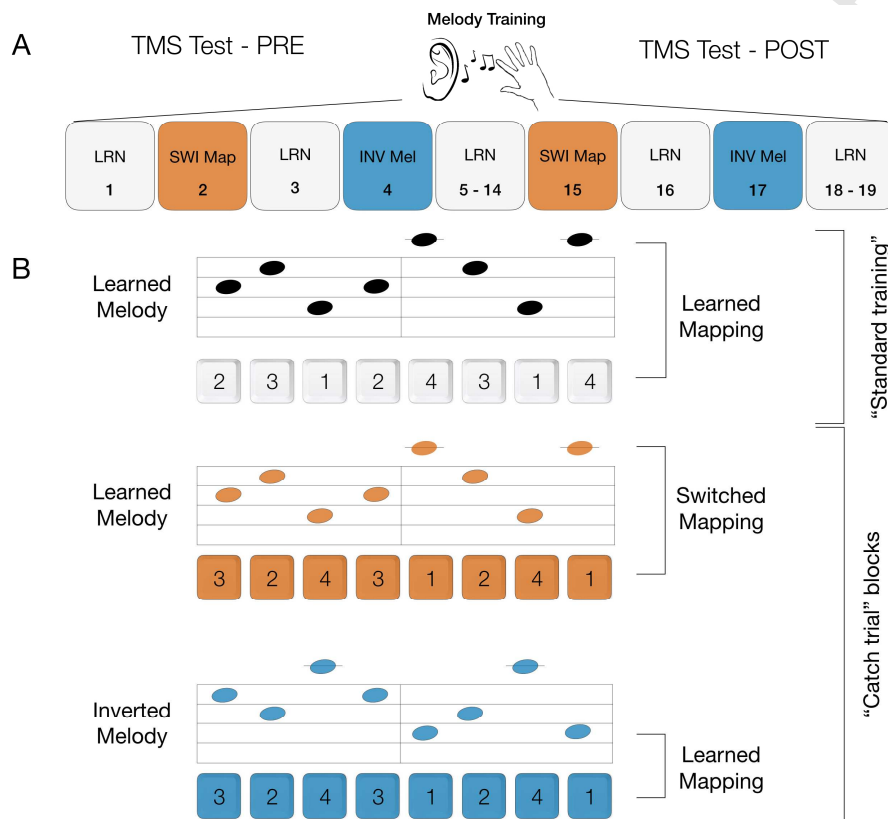 Melody Training
A
TMS Test - PRE
TMS Test - POST
LRN
1
SWI Map
2
LRN
3
INV Mel
4
LRN
5 - 14
SWI Map
15
LRN
16
INV Mel
17
LRN
18 - 19
B
Learned
Melody
2 3 1 2 4 3 1 4
Learned
Mapping
“Standard training”
Learned
Melody
3 2 4 3 1 2 4 1
Switched
Mapping
“Catch trial” blocks
Inverted
Melody
3 2 4 3 1 2 4 1
Learned
Mapping